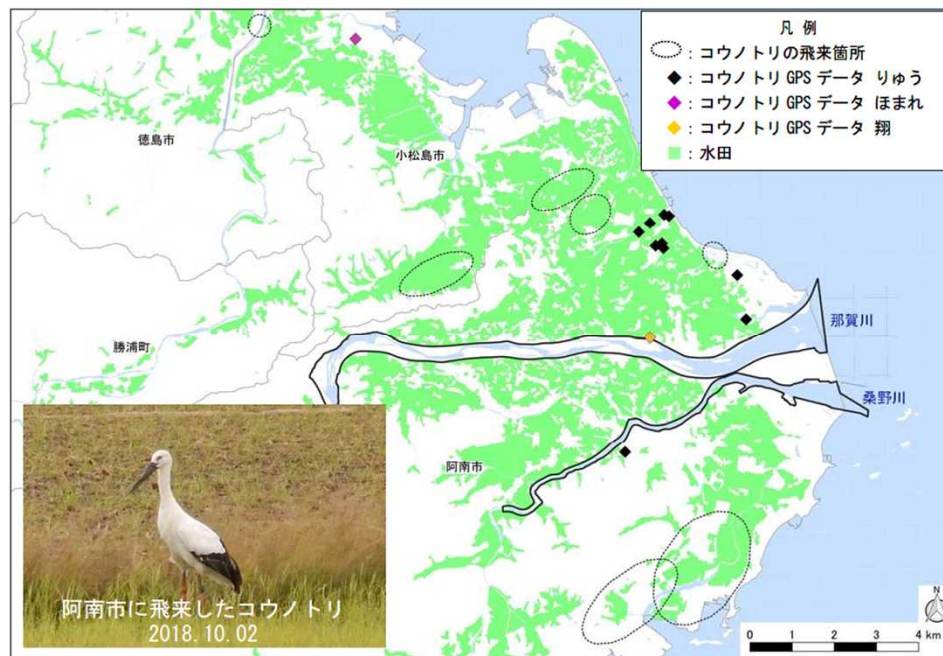 凡 例
: コウノトリの飛来箇所
: コウノトリ GPS データ りゅう
: コウノトリ GPS データ ほまれ
: コウノトリ GPS データ 翔
: 水田
徳島市
小松島市
勝浦町
那賀川
桑野川
阿南市
阿南市に飛来したコウノトリ
2018.10.02
N
0 1 2 3 4 km